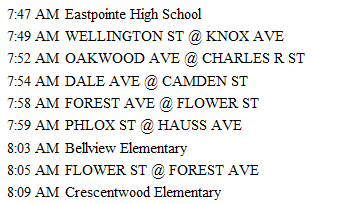 7:47 AM Eastpointe High School
7:49 AM WELLINGTON ST @ KNOX AVE
7:52 AM OAKWOOD AVE @ CHARLES R ST
7:54 AM DALE AVE @ CAMDEN ST
7:58 AM FOREST AVE @ FLOWER ST
7:59 AM PHLOX ST @ HAUSS AVE
8:03 AM Bellview Elementary
8:05 AM FLOWER ST @ FOREST AVE
8:09 AM Crescentwood Elementary